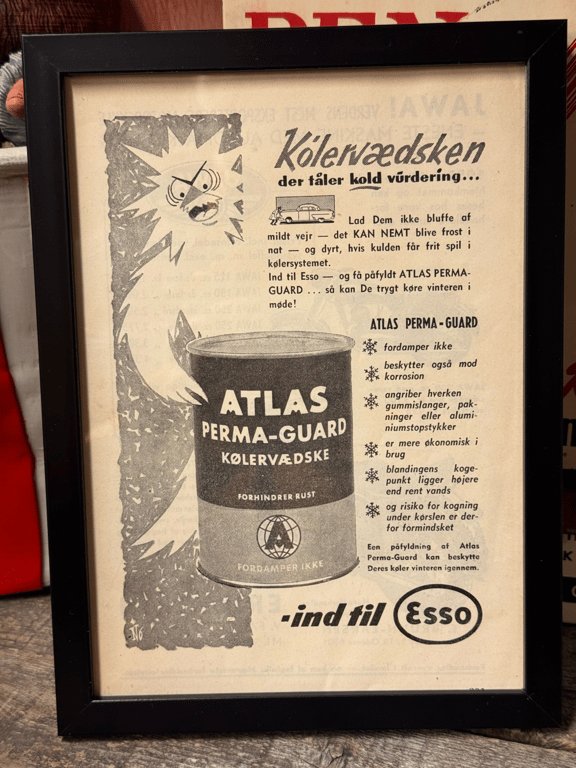 Kölervædsken
der tåler kold vürdering...
Lad Dem ikke bluffe af
mildt vejr — det KAN NEMT blive frost i
nat — og dyrt, hvis kulden får frit spil i
kølersystemet.
Ind til Esso — og få påfyldt ATLAS PERMA-
GUARD ... så kan De trygt køre vinteren i
møde!
ATLAS PERMA-GUARD
fordamper ikke
beskytter også mod
korrosion
angriber hverken
gummislanger, pak-
ninger eller alumi-
niumstopstykker
er mere økonomisk i
brug
blandingens koge-
punkt ligger højere
end rent vands
og risiko for kogning
under kørslen er der-
for formindsket
Een påfyldning af Atlas
Perma-Guard kan beskytte
Deres køler vinteren igennem.
ATLAS
PERMA-GUARD
KØLERVÆDSKE
FORHINDRER RUST
A
FORDAMPER IKKE
-ind til Esso